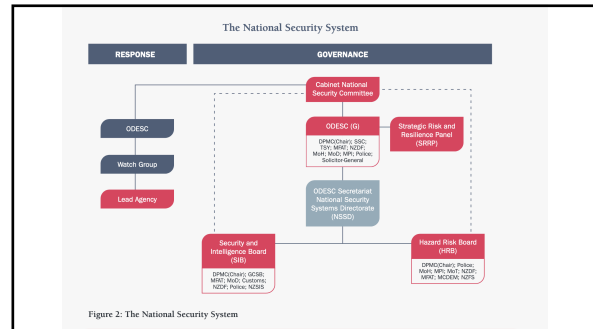 The National Security System
RESPONSE
GOVERNANCE
Cabinet National
Security Committee
ODESC
ODESC (G)
DPMC(Chair); SSC;
TSY; MFAT; NZDF;
MoH; MoD; MPI; Police;
Solicitor-General
Strategic Risk and
Resilience Panel
(SRRP)
Watch Group
Lead Agency
ODESC Secretariat
National Security
Systems Directorate
(NSSD)
Security and
Intelligence Board
(SIB)
DPMC(Chair); GCSB;
MFAT; MoD; Customs;
NZDF; Police; NZSIS
Hazard Risk Board
(HRB)
DPMC(Chair); Police;
MoH; MPI; MoT; NZDF;
MFAT; MCDEM; NZFS
Figure 2: The National Security System